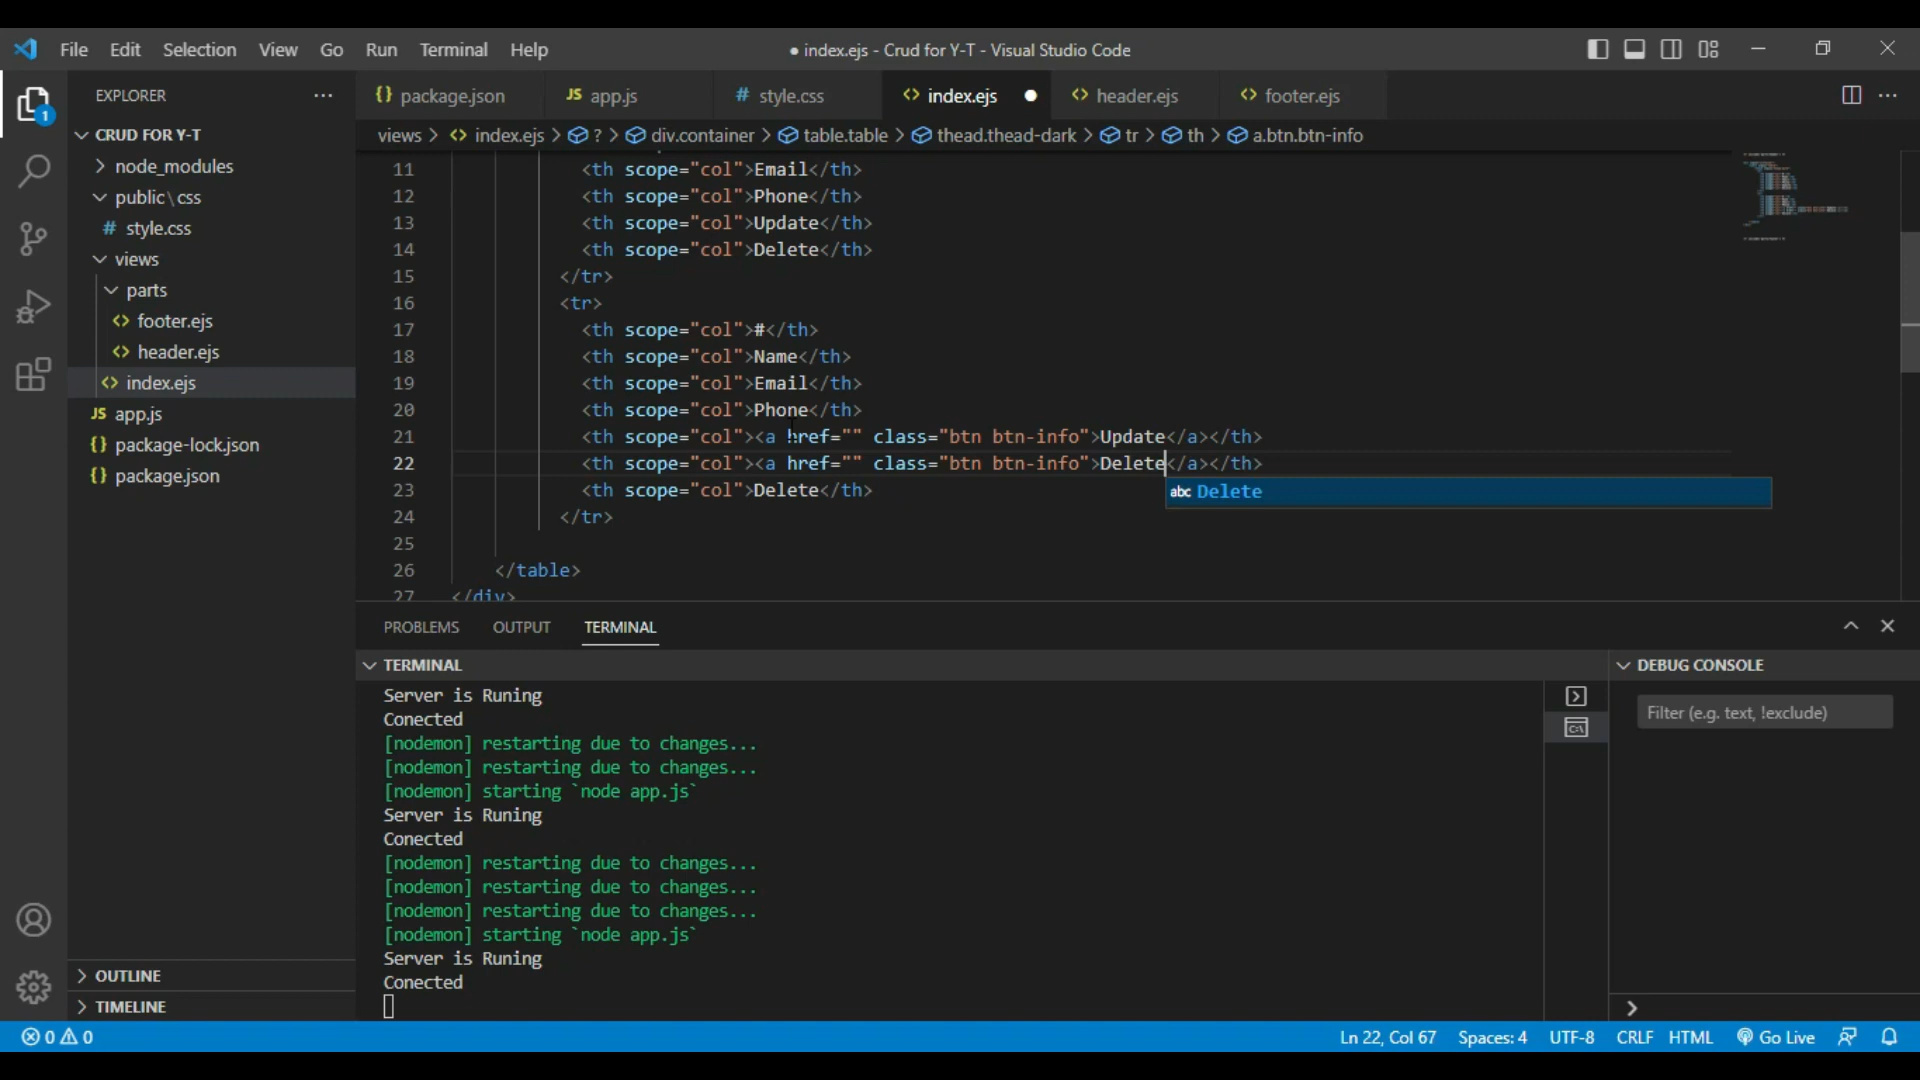 File Edit Selection View Go Run Terminal Help ● index.ejs - Crud for Y-T - Visual Studio Code
EXPLORER ···
{} package.json JS app.js # style.css <> index.ejs ● <> header.ejs <> footer.ejs ···
views > <> index.ejs > ? > div.container > table.table > thead.thead-dark > tr > th > a.btn.btn-info
1
CRUD FOR Y-T
node_modules
public\css
# style.css
views
parts
<> footer.ejs
<> header.ejs
<> index.ejs
JS app.js
{} package-lock.json
{} package.json
OUTLINE
TIMELINE
11 <th scope="col">Email</th>
12 <th scope="col">Phone</th>
13 <th scope="col">Update</th>
14 <th scope="col">Delete</th>
15 </tr>
16 <tr>
17 <th scope="col">#</th>
18 <th scope="col">Name</th>
19 <th scope="col">Email</th>
20 <th scope="col">Phone</th>
21 <th scope="col"><a href="" class="btn btn-info">Update</a></th>
22 <th scope="col"><a href="" class="btn btn-info">Delete</a></th>
23 <th scope="col">Delete</th>
abc Delete
24 </tr>
25
26 </table>
27 </div>
PROBLEMS OUTPUT TERMINAL
TERMINAL
Server is Runing
Conected
[nodemon] restarting due to changes...
[nodemon] restarting due to changes...
[nodemon] starting `node app.js`
Server is Runing
Conected
[nodemon] restarting due to changes...
[nodemon] restarting due to changes...
[nodemon] restarting due to changes...
[nodemon] starting `node app.js`
Server is Runing
Conected
DEBUG CONSOLE
Filter (e.g. text, !exclude)
0 0 Ln 22, Col 67 Spaces: 4 UTF-8 CRLF HTML Go Live